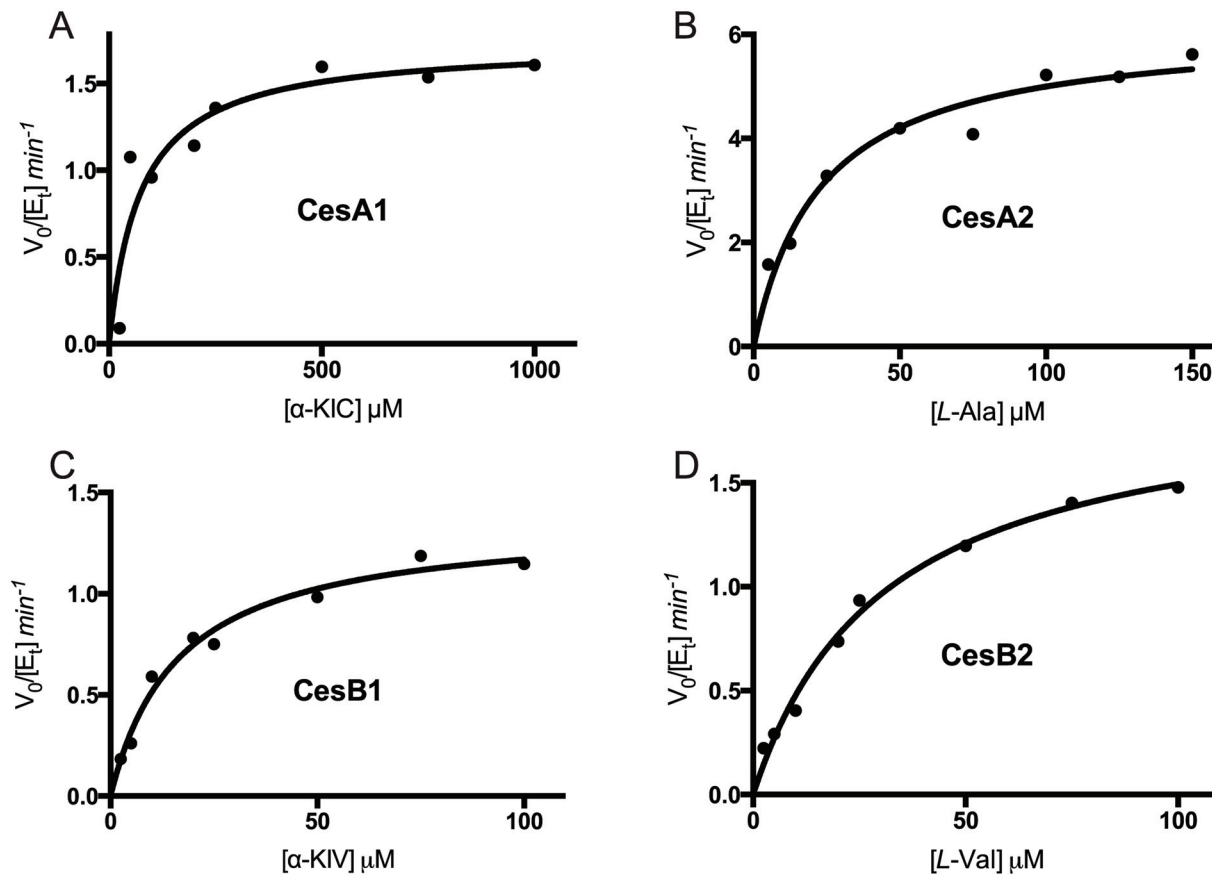 A
V0/[Et] min-1
1.5
1.0
0.5
0.0
0
500
1000
CesA1
[α-KIC] µM
B
V0/[Et] min-1
6
4
2
0
0
50
100
150
CesA2
[L-Ala] µM
C
V0/[Et] min-1
1.5
1.0
0.5
0.0
0
50
100
CesB1
[α-KIV] µM
D
V0/[Et] min-1
1.5
1.0
0.5
0.0
0
50
100
CesB2
[L-Val] µM